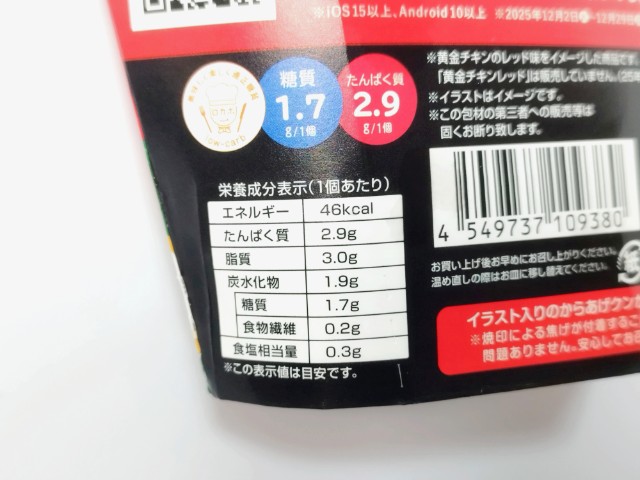 ※iOS15以上、Android10以上 ※2025年12月2日
※黄金チキンのレッド味をイメージした商品です。
「黄金チキンレッド」は販売していません。
※イラストはイメージです。
※この包材の第三者への販売等は
固くお断り致します。
ロカボ
low-carb
糖質
1.7
g/1個
たんぱく質
2.9
g/1個
栄養成分表示(1個あたり)
エネルギー 46kcal
たんぱく質 2.9g
脂質 3.0g
炭水化物 1.9g
糖質 1.7g
食物繊維 0.2g
食塩相当量 0.3g
※この表示値は目安です。
4 549737 109380
お買い上げ後お早めにお召し上がりください。
温め直しの際はお皿に移し替えてください。
イラスト入りのからあげクン
※焼印による焦げが付着する
問題ありません。安心してお